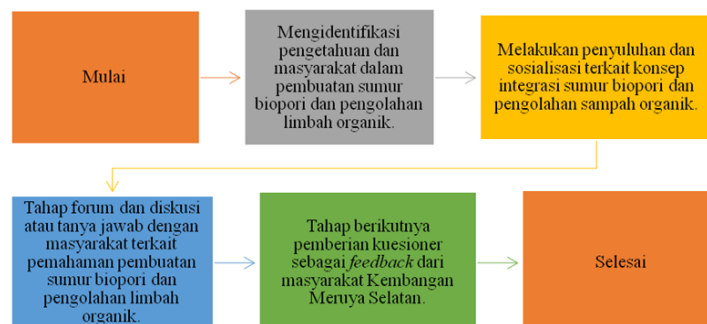 Mulai
Mengidentifikasi
pengetahuan dan
masyarakat dalam
pembuatan sumur
biopori dan pengolahan
limbah organik.
Melakukan penyuluhan dan
sosialisasi terkait konsep
integrasi sumur biopori dan
pengolahan sampah organik.
Tahap forum dan diskusi
atau tanya jawab dengan
masyarakat terkait
pemahaman pembuatan
sumur biopori dan
pengolahan limbah
organik.
Tahap berikutnya
pemberian kuesioner
sebagai feedback dari
masyarakat Kembangan
Meruya Selatan.
Selesai